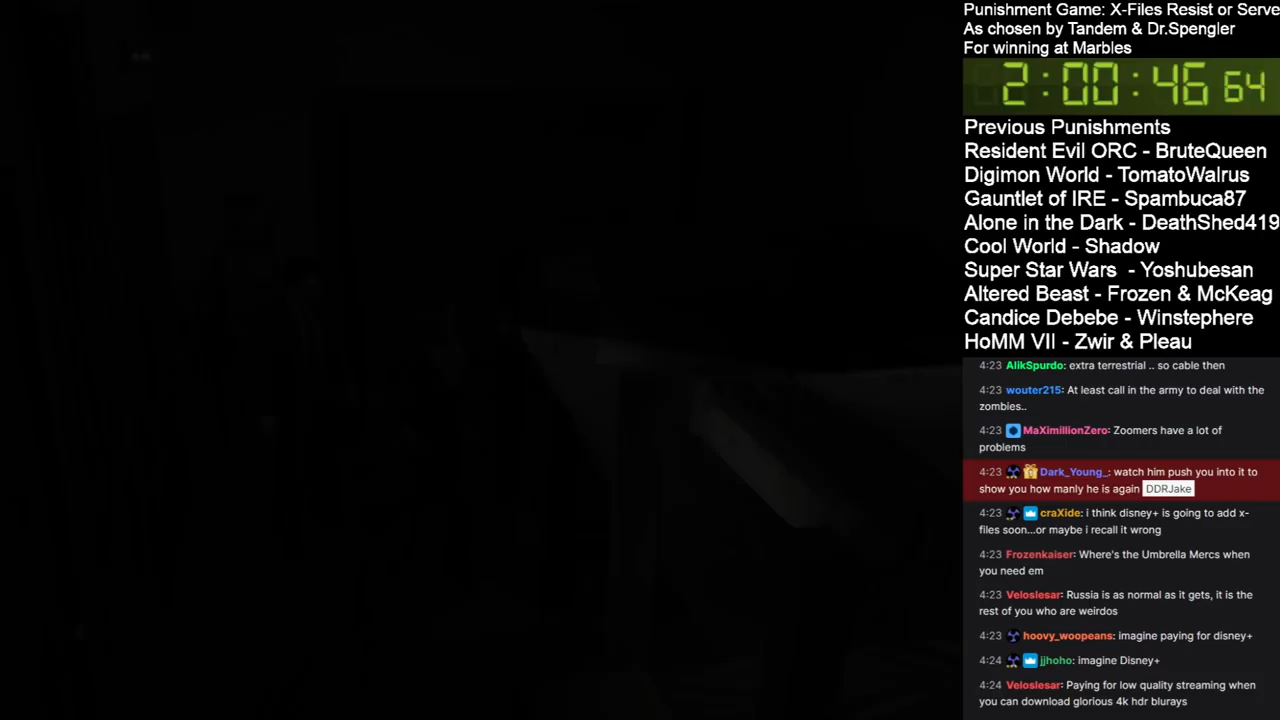 Punishment Game: X-Files Resist or Serve
As chosen by Tandem & Dr.Spengler
For winning at Marbles
2:00:46 64
Previous Punishments
Resident Evil ORC - BruteQueen
Digimon World - TomatoWalrus
Gauntlet of IRE - Spambuca87
Alone in the Dark - DeathShed419
Cool World - Shadow
Super Star Wars - Yoshubesan
Altered Beast - Frozen & McKeag
Candice Debebe - Winstephere
HoMM VII - Zwir & Pleau
4:23 AlikSpurdo: extra terrestrial .. so cable then
4:23 wouter215: At least call in the army to deal with the
zombies..
4:23 MaXimillionZero: Zoomers have a lot of
problems
4:23 Dark_Young_: watch him push you into it to
show you how manly he is again DDRJake
4:23 craXide: i think disney+ is going to add x-
files soon...or maybe i recall it wrong
4:23 Frozenkaiser: Where's the Umbrella Mercs when
you need em
4:23 Veloslesar: Russia is as normal as it gets, it is the
rest of you who are weirdos
4:23 hoovy_woopeans: imagine paying for disney+
4:24 jjhoho: imagine Disney+
4:24 Veloslesar: Paying for low quality streaming when
you can download glorious 4k hdr blurays